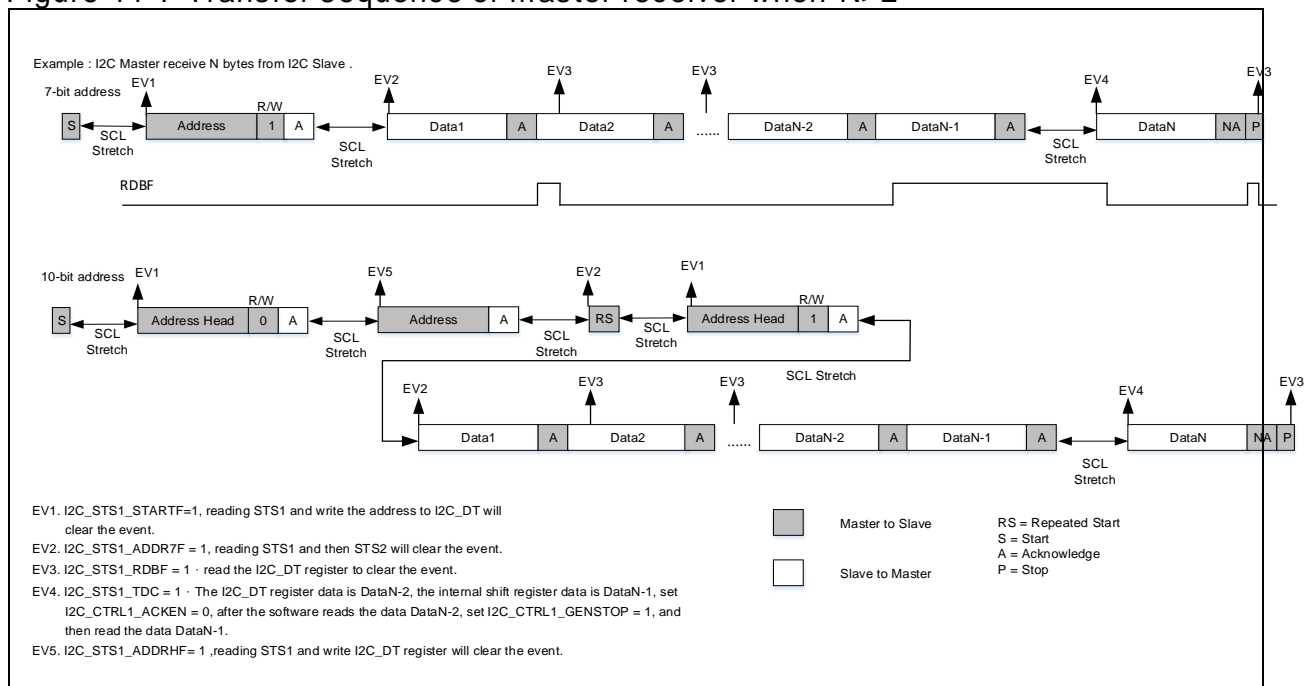 Figure Transfer sequence of master receiver when N>2
Example : I2C Master receive N bytes from I2C Slave .
7-bit address
EV1
EV2
EV3
EV3
EV4
EV3
R/W
S
Address
1
A
Data1
A
Data2
A
......
DataN-2
A
DataN-1
A
DataN
NA
P
SCL
Stretch
SCL
Stretch
SCL
Stretch
RDBF
10-bit address
EV1
EV5
EV2
EV1
R/W
R/W
S
Address Head
0
A
Address
A
RS
Address Head
1
A
SCL
Stretch
SCL
Stretch
SCL
Stretch
SCL
Stretch
SCL Stretch
EV2
EV3
EV3
EV4
EV3
Data1
A
Data2
A
......
DataN-2
A
DataN-1
A
DataN
NA
P
SCL
Stretch
EV1. I2C_STS1_STARTF=1, reading STS1 and write the address to I2C_DT will
clear the event.
EV2. I2C_STS1_ADDR7F = 1, reading STS1 and then STS2 will clear the event.
EV3. I2C_STS1_RDBF = 1 · read the I2C_DT register to clear the event.
EV4. I2C_STS1_TDC = 1 · The I2C_DT register data is DataN-2, the internal shift register data is DataN-1, set
I2C_CTRL1_ACKEN = 0, after the software reads the data DataN-2, set I2C_CTRL1_GENSTOP = 1, and
then read the data DataN-1.
EV5. I2C_STS1_ADDRHF= 1 ,reading STS1 and write I2C_DT register will clear the event.
Master to Slave
Slave to Master
RS = Repeated Start
S = Start
A = Acknowledge
P = Stop